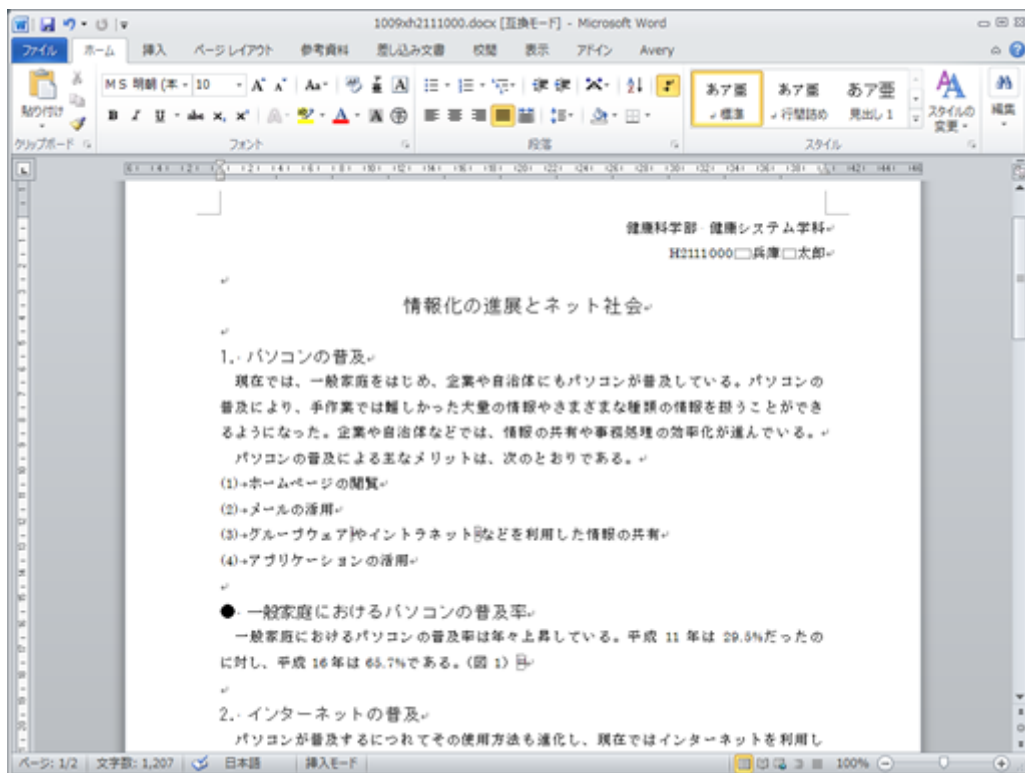 1009xh2111000.docx [互換モード] - Microsoft Word
ファイル ホーム 挿入 ページ レイアウト 参考資料 差し込み文書 校閲 表示 アドイン Avery
MS 明朝 (本 10
貼り付け
あア亜 あア亜 あア亜
標準 行間詰め 見出し 1
スタイルの変更
編集
クリップボード フォント 段落 スタイル
健康科学部 健康システム学科
H2111000□兵庫□太郎
情報化の進展とネット社会
1. パソコンの普及
現在では、一般家庭をはじめ、企業や自治体にもパソコンが普及している。パソコンの
普及により、手作業では難しかった大量の情報やさまざまな種類の情報を扱うことができ
るようになった。企業や自治体などでは、情報の共有や事務処理の効率化が進んでいる。
パソコンの普及による主なメリットは、次のとおりである。
(1)→ホームページの閲覧
(2)→メールの活用
(3)→グループウェアやイントラネットなどを利用した情報の共有
(4)→アプリケーションの活用
● 一般家庭におけるパソコンの普及率
一般家庭におけるパソコンの普及率は年々上昇している。平成 11 年は 29.5%だったの
に対し、平成 16 年は 65.7%である。(図 1)
2. インターネットの普及
パソコンが普及するにつれてその使用方法も進化し、現在ではインターネットを利用し
ページ: 1/2 文字数: 1,207 日本語 挿入モード 100%